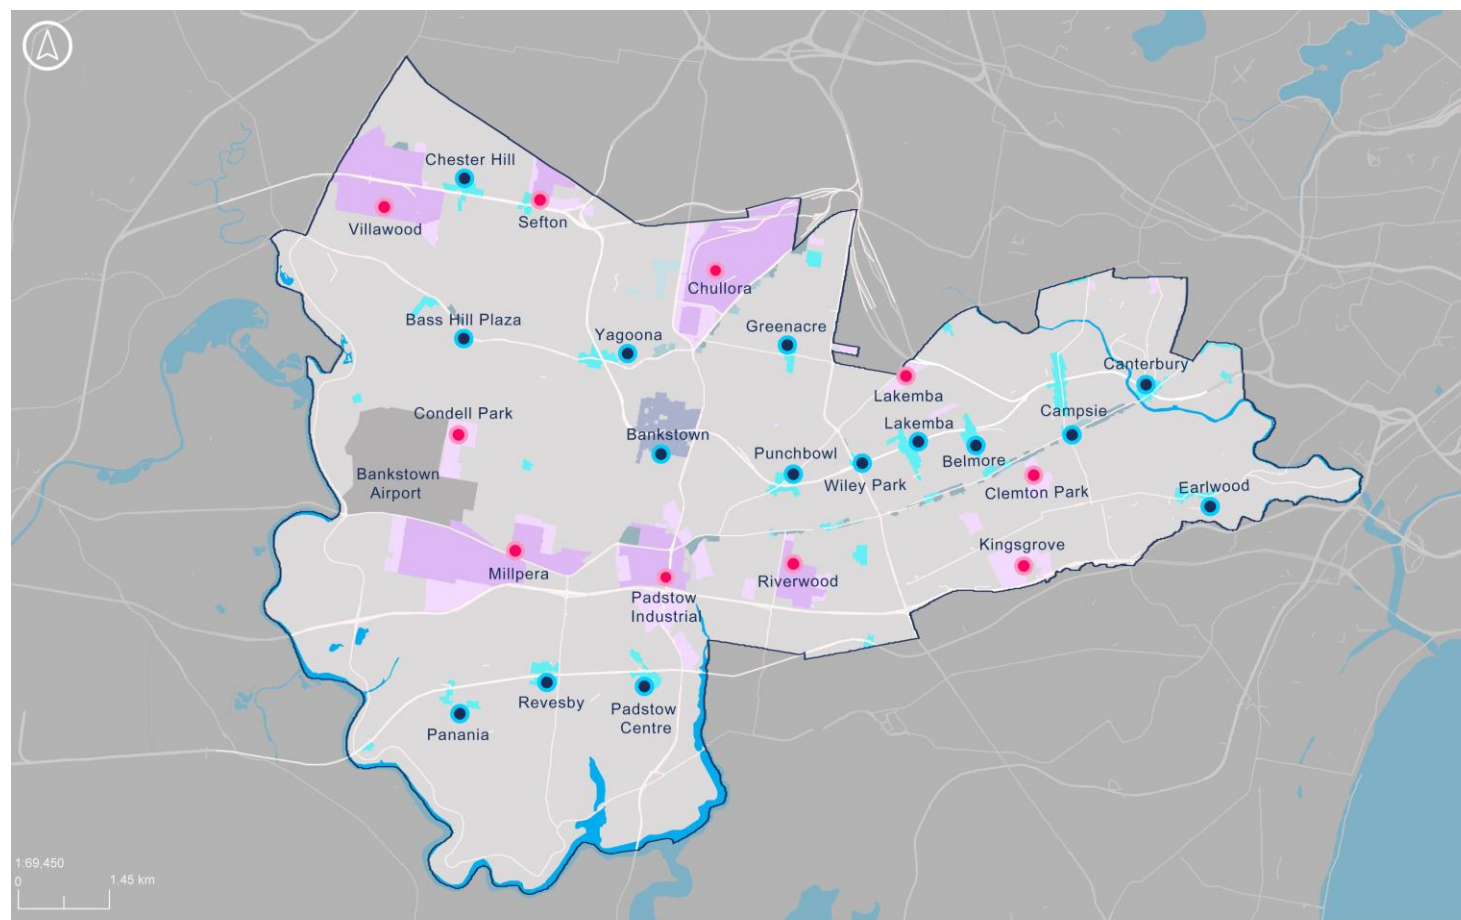 Chester Hill
Villawood
Sefton
Chullora
Bass Hill Plaza
Yagoona
Greenacre
Canterbury
Lakemba
Condell Park
Campsie
Lakemba
Bankstown
Punchbowl
Belmore
Bankstown
Airport
Wiley Park
Clemton Park
Earlwood
Kingsgrove
Millpera
Riverwood
Padstow
Industrial
Revesby
Padstow
Centre
Panania
1:69,450
0
1.45 km